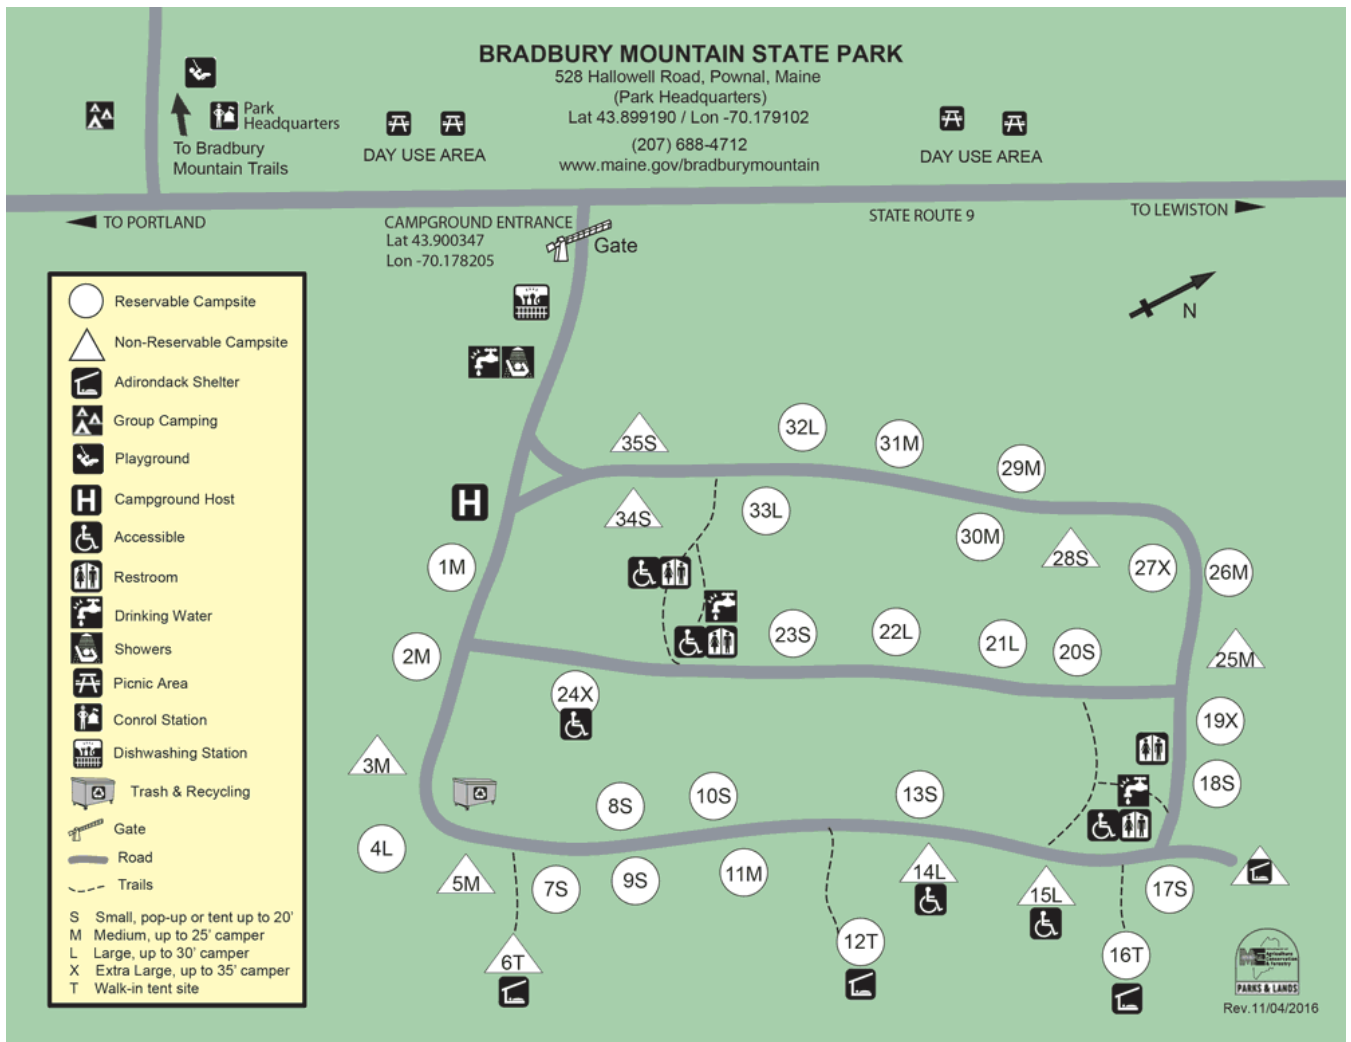 BRADBURY MOUNTAIN STATE PARK
528 Hallowell Road, Pownal, Maine
(Park Headquarters)
Lat 43.899190 / Lon -70.179102
(207) 688-4712
www.maine.gov/bradburymountain
Park
Headquarters
To Bradbury
Mountain Trails
DAY USE AREA
DAY USE AREA
TO PORTLAND
CAMPGROUND ENTRANCE
Lat 43.900347
Lon -70.178205
Gate
STATE ROUTE 9
TO LEWISTON
N
Reservable Campsite
Non-Reservable Campsite
Adirondack Shelter
Group Camping
Playground
H
Campground Host
Accessible
Restroom
Drinking Water
Showers
Picnic Area
Conrol Station
Dishwashing Station
Trash & Recycling
Gate
Road
Trails
S Small, pop-up or tent up to 20'
M Medium, up to 25' camper
L Large, up to 30' camper
X Extra Large, up to 35' camper
T Walk-in tent site
35S
32L
31M
29M
H
34S
33L
30M
28S
27X
26M
1M
2M
23S
22L
21L
20S
25M
24X
19X
3M
8S
10S
13S
18S
4L
5M
7S
9S
11M
14L
15L
17S
6T
12T
16T
Agriculture
Conservation
& Forestry
PARKS & LANDS
Rev.11/04/2016